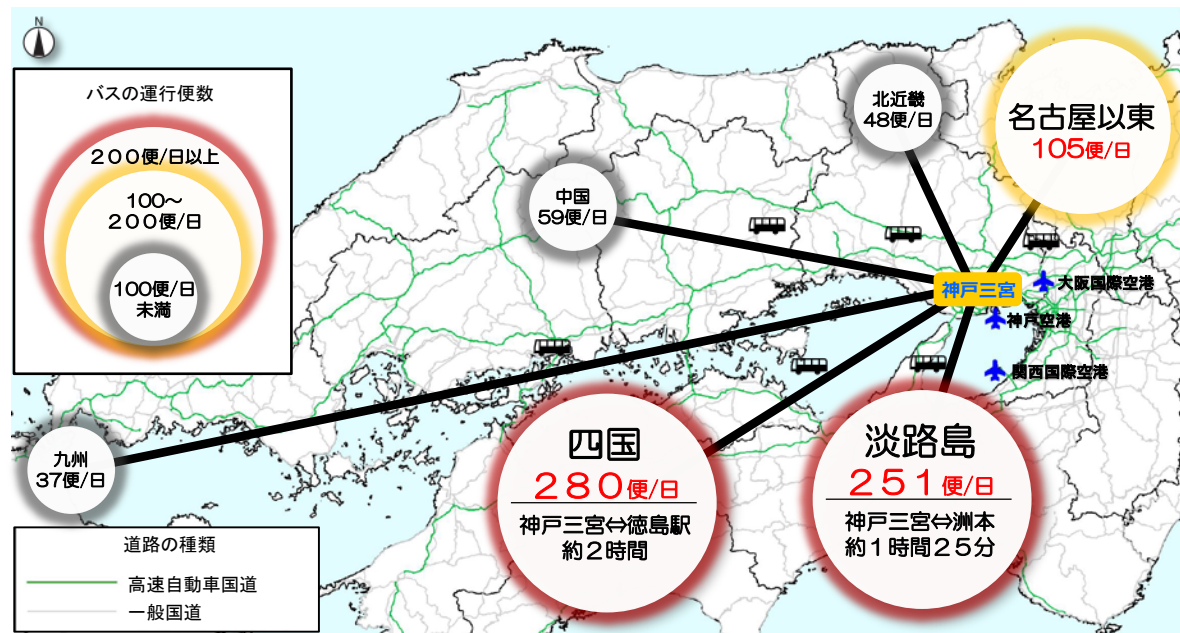 N
バスの運行便数
200便/日以上
100～
200便/日
100便/日
未満
北近畿
48便/日
名古屋以東
105便/日
中国
59便/日
神戸三宮
大阪国際空港
神戸空港
関西国際空港
九州
37便/日
四国
280便/日
神戸三宮⇔徳島駅
約2時間
淡路島
251便/日
神戸三宮⇔洲本
約1時間25分
道路の種類
高速自動車国道
一般国道